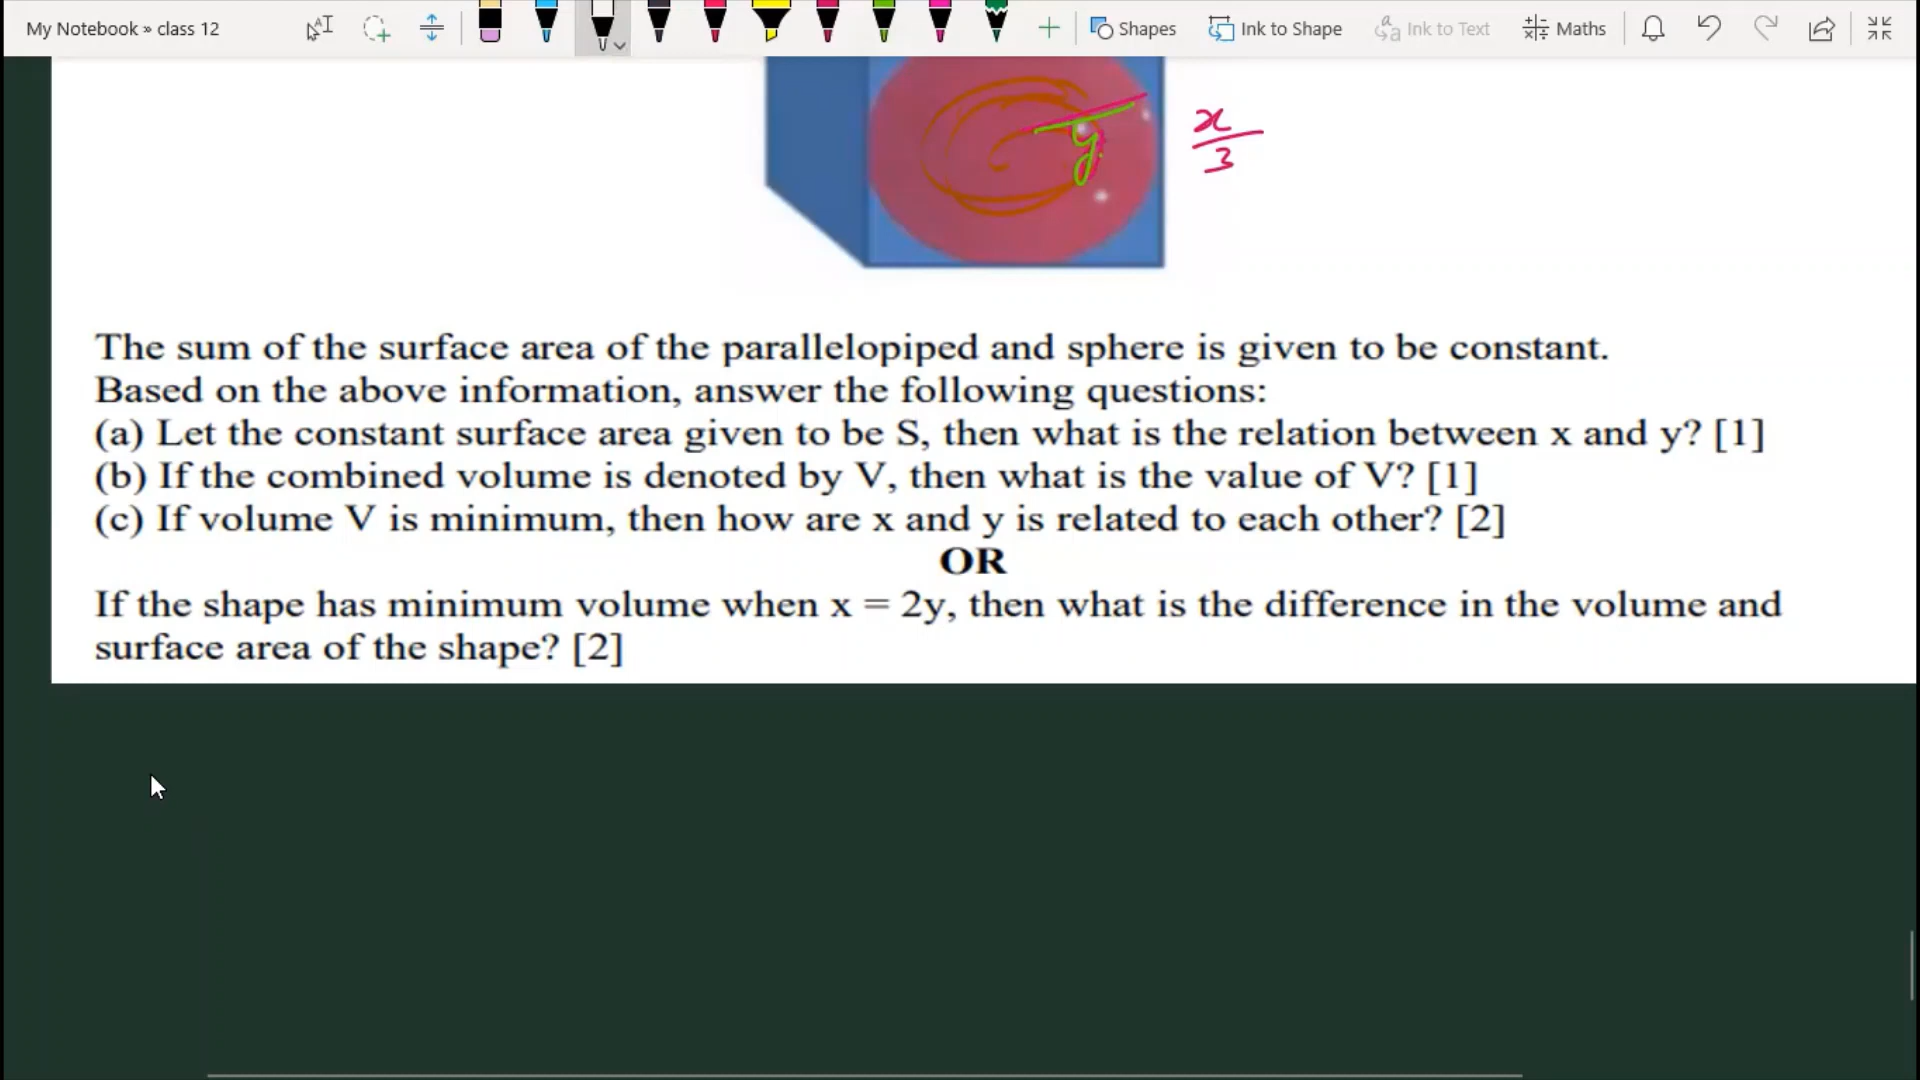 My Notebook » class 12
Shapes
Ink to Shape
Ink to Text
Maths
y
x
3
The sum of the surface area of the parallelopiped and sphere is given to be constant.
Based on the above information, answer the following questions:
(a) Let the constant surface area given to be S, then what is the relation between x and y? [1]
(b) If the combined volume is denoted by V, then what is the value of V? [1]
(c) If volume V is minimum, then how are x and y is related to each other? [2]
OR
If the shape has minimum volume when x = 2y, then what is the difference in the volume and
surface area of the shape? [2]